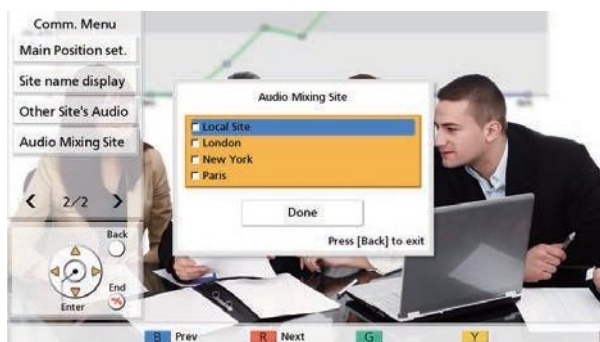 Comm. Menu
Main Position set.
Site name display
Other Site's Audio
Audio Mixing Site
2/2
Back
End
Enter
Audio Mixing Site
Local Site
London
New York
Paris
Done
Press [Back] to exit
B Prev R Next G Y